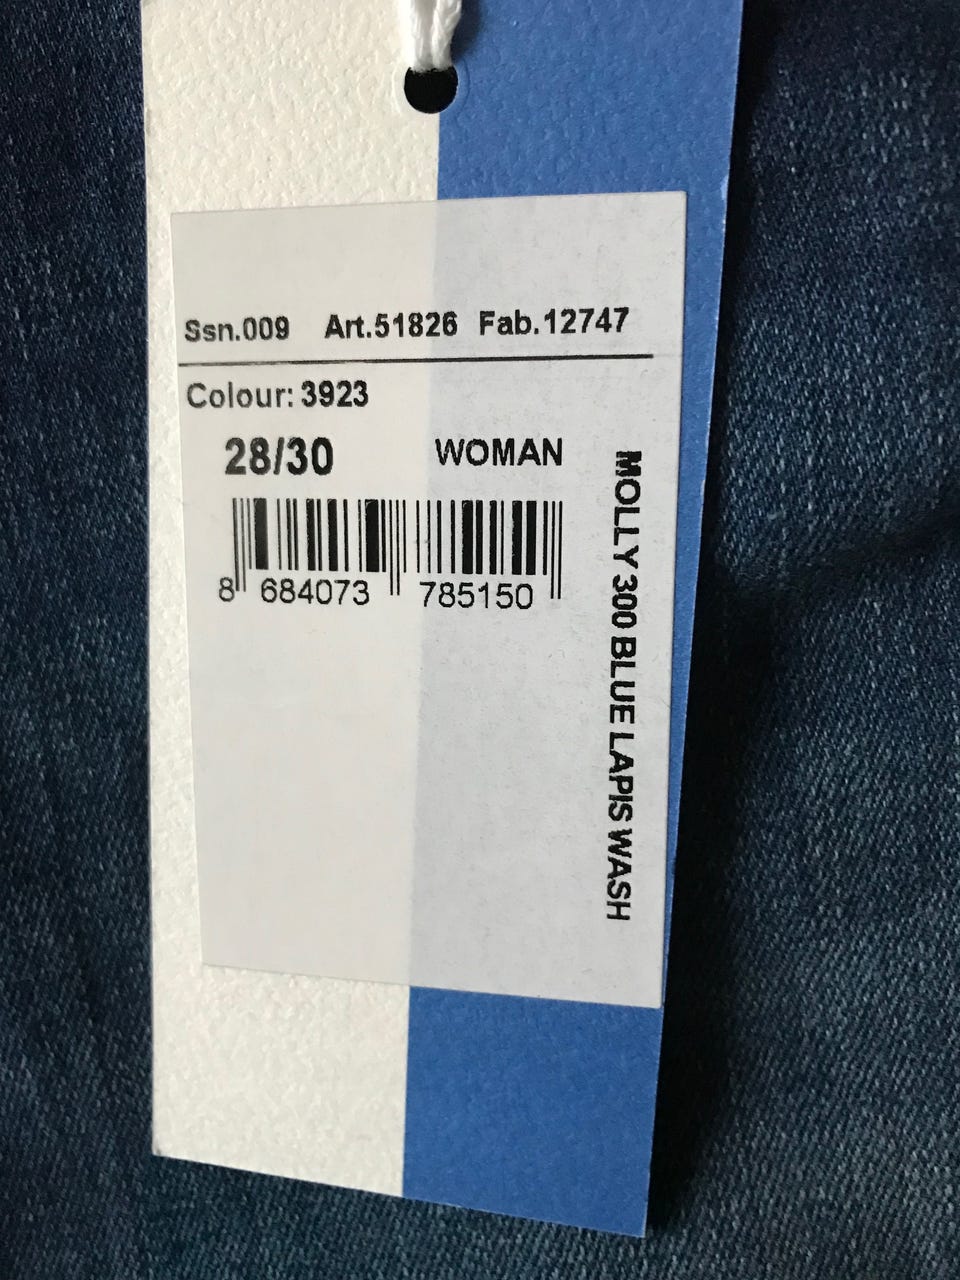 Ssn.009 Art.51826 Fab.12747
Colour: 3923
28/30 WOMAN
8 684073 785150
MOLLY 300 BLUE LAPIS WASH